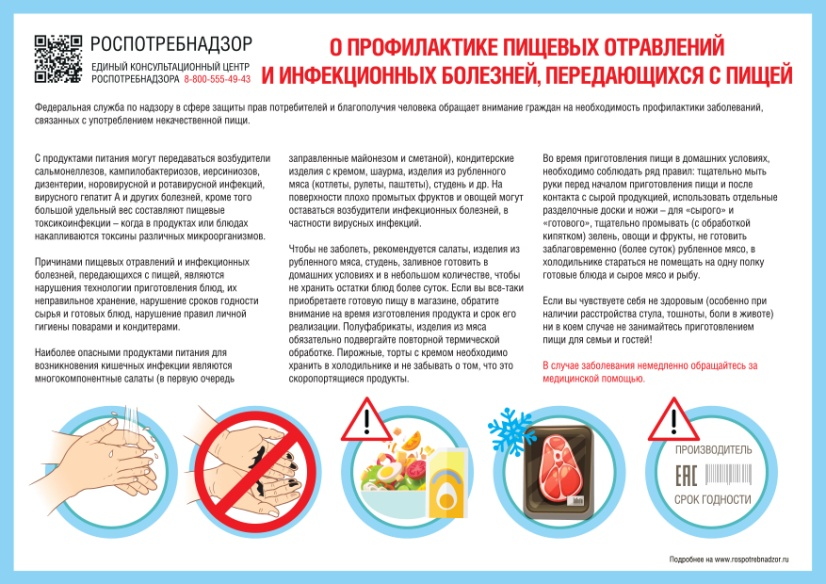 РОСПОТРЕБНАДЗОР
ЕДИНЫЙ КОНСУЛЬТАЦИОННЫЙ ЦЕНТР
РОСПОТРЕБНАДЗОРА 8-800-555-49-43
О ПРОФИЛАКТИКЕ ПИЩЕВЫХ ОТРАВЛЕНИЙ
И ИНФЕКЦИОННЫХ БОЛЕЗНЕЙ, ПЕРЕДАЮЩИХСЯ С ПИЩЕЙ
Федеральная служба по надзору в сфере защиты прав потребителей и благополучия человека обращает внимание граждан на необходимость профилактики заболеваний,
связанных с употреблением некачественной пищи.
С продуктами питания могут передаваться возбудители
сальмонеллезов, кампилобактериозов, иерсиниозов,
дизентерии, норовирусной и ротавирусной инфекций,
вирусного гепатит А и других болезней, кроме того
большой удельный вес составляют пищевые
токсикоинфекции – когда в продуктах или блюдах
накапливаются токсины различных микроорганизмов.
Причинами пищевых отравлений и инфекционных
болезней, передающихся с пищей, являются
нарушения технологии приготовления блюд, их
неправильное хранение, нарушение сроков годности
сырья и готовых блюд, нарушение правил личной
гигиены поварами и кондитерами.
Наиболее опасными продуктами питания для
возникновения кишечных инфекции являются
многокомпонентные салаты (в первую очередь
заправленные майонезом и сметаной), кондитерские
изделия с кремом, шаурма, изделия из рубленного
мяса (котлеты, рулеты, паштеты), студень и др. На
поверхности плохо промытых фруктов и овощей могут
оставаться возбудители инфекционных болезней, в
частности вирусных инфекций.
Чтобы не заболеть, рекомендуется салаты, изделия из
рубленного мяса, студень, заливное готовить в
домашних условиях и в небольшом количестве, чтобы
не хранить остатки блюд более суток. Если вы все-таки
приобретаете готовую пищу в магазине, обратите
внимание на время изготовления продукта и срок его
реализации. Полуфабрикаты, изделия из мяса
обязательно подвергайте повторной термической
обработке. Пирожные, торты с кремом необходимо
хранить в холодильнике и не забывать о том, что это
скоропортящиеся продукты.
Во время приготовления пищи в домашних условиях,
необходимо соблюдать ряд правил: тщательно мыть
руки перед началом приготовления пищи и после
контакта с сырой продукцией, использовать отдельные
разделочные доски и ножи – для «сырого» и
«готового», тщательно промывать (с обработкой
кипятком) зелень, овощи и фрукты, не готовить
заблаговременно (более суток) рубленное мясо, в
холодильнике стараться не помещать на одну полку
готовые блюда и сырое мясо и рыбу.
Если вы чувствуете себя не здоровым (особенно при
наличии расстройства ступа, тошноты, боли в животе)
ни в коем случае не занимайтесь приготовлением
пищи для семьи и гостей!
В случае заболевания немедленно обращайтесь за
медицинской помощью.
ПРОИЗВОДИТЕЛЬ
ЕАС
СРОК ГОДНОСТИ
Подробнее на www.rospotrebnadzor.ru